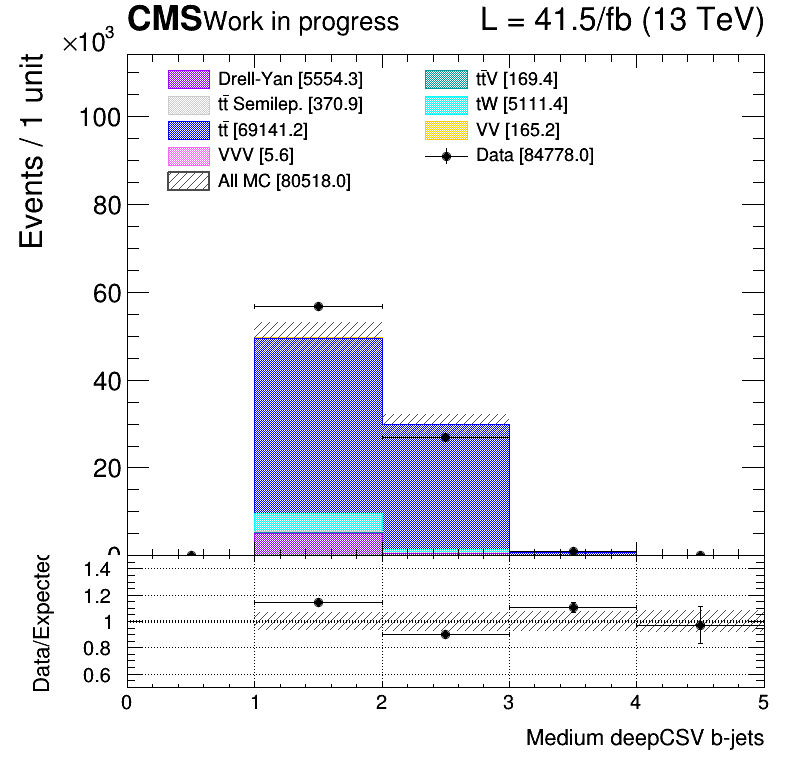 CMS Work in progress L = 41.5/fb (13 TeV)
×10³
Events / 1 unit
Drell-Yan [5554.3]
tt̄ Semilep. [370.9]
tt̄ [69141.2]
VVV [5.6]
All MC [80518.0]
tt̄V [169.4]
tW [5111.4]
VV [165.2]
Data [84778.0]
100
80
60
40
20
0
Data/Expected
1.4
1.2
1
0.8
0.6
0 1 2 3 4 5
Medium deepCSV b-jets